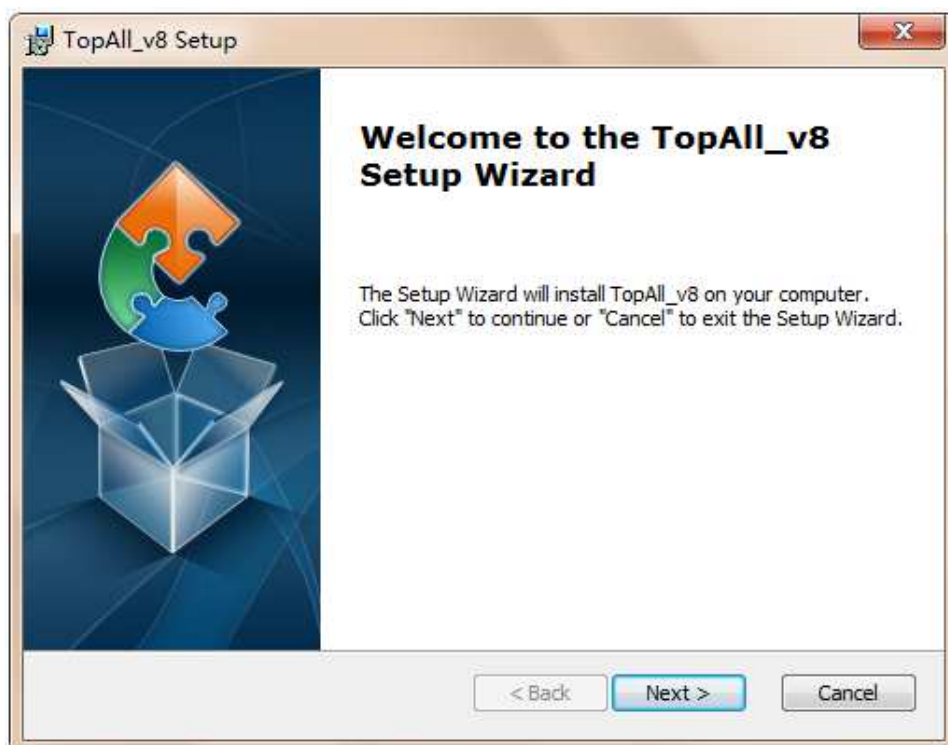 TopAll_v8 Setup
Welcome to the TopAll_v8
Setup Wizard
The Setup Wizard will install TopAll_v8 on your computer.
Click "Next" to continue or "Cancel" to exit the Setup Wizard.
< Back Next > Cancel